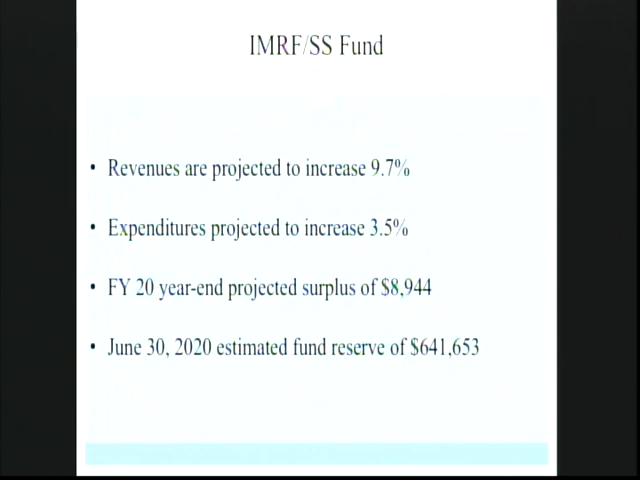 IMRF/SS Fund
• Revenues are projected to increase 9.7%
• Expenditures projected to increase 3.5%
• FY 20 year-end projected surplus of $8,944
• June 30, 2020 estimated fund reserve of $641,653